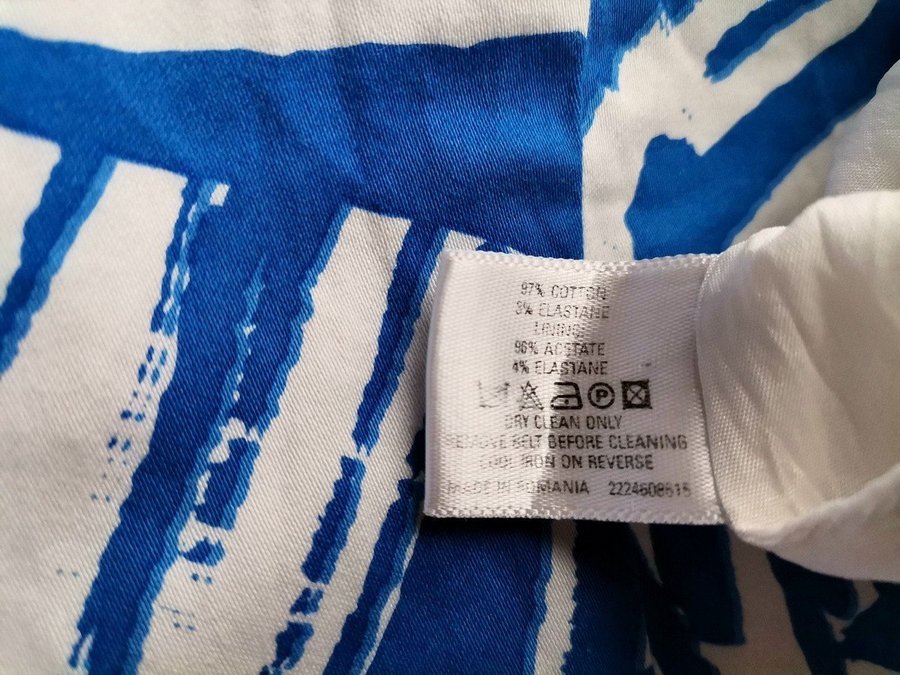 97% COTTON
3% ELASTANE
LINING:
96% ACETATE
4% ELASTANE
P
DRY CLEAN ONLY
REMOVE BELT BEFORE CLEANING
COOL IRON ON REVERSE
MADE IN ROMANIA 2224608615